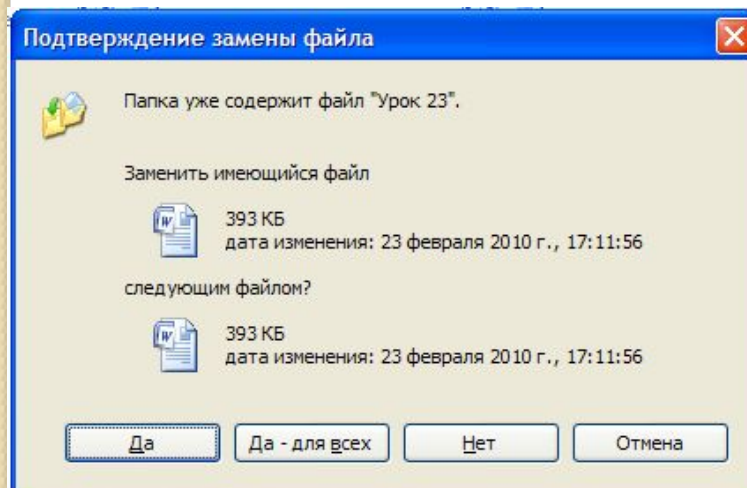 Подтверждение замены файла
Папка уже содержит файл "Урок 23".
Заменить имеющийся файл
393 КБ
дата изменения: 23 февраля 2010 г., 17:11:56
следующим файлом?
393 КБ
дата изменения: 23 февраля 2010 г., 17:11:56
Да
Да - для всех
Нет
Отмена